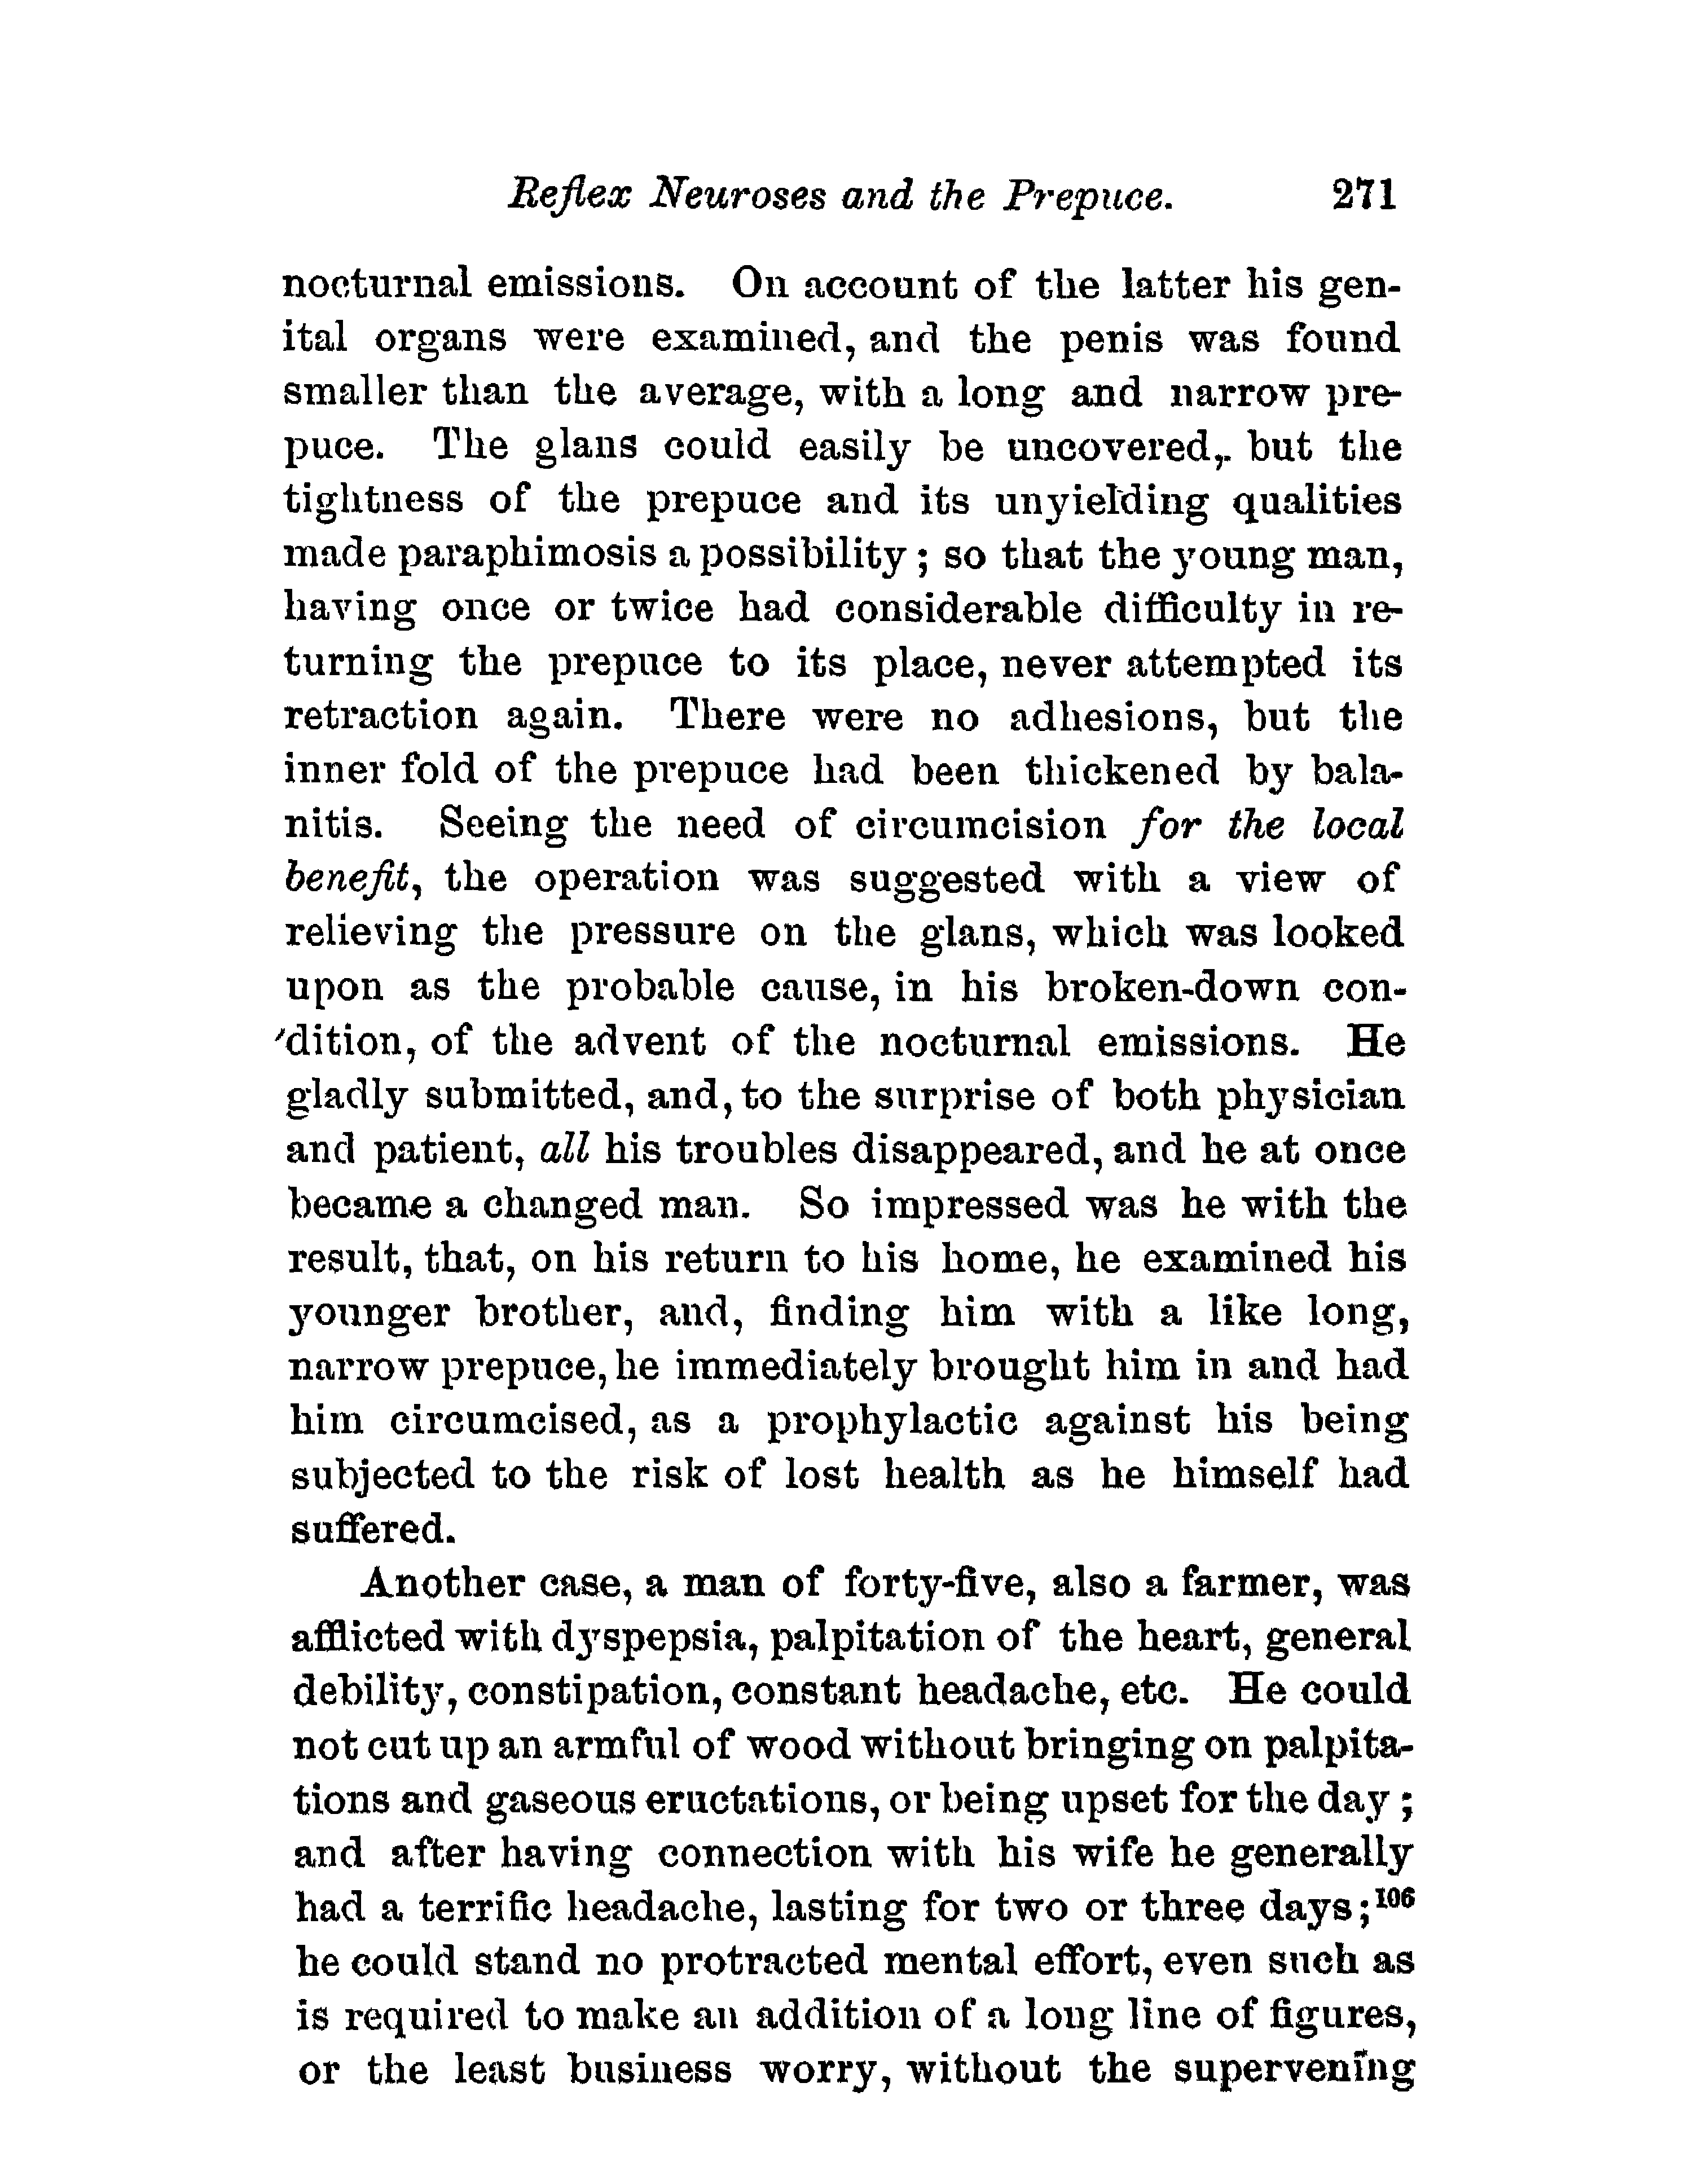 Reflex Neuroses and the Prepuce. 271
nocturnal emissions. On account of the latter his gen-
ital organs were examined, and the penis was found
smaller than the average, with a long and narrow pre-
puce. The glans could easily be uncovered, but the
tightness of the prepuce and its unyielding qualities
made paraphimosis a possibility; so that the young man,
having once or twice had considerable difficulty in re-
turning the prepuce to its place, never attempted its
retraction again. There were no adhesions, but the
inner fold of the prepuce had been thickened by bala-
nitis. Seeing the need of circumcision for the local
benefit, the operation was suggested with a view of
relieving the pressure on the glans, which was looked
upon as the probable cause, in his broken-down con-
dition, of the advent of the nocturnal emissions. He
gladly submitted, and, to the surprise of both physician
and patient, all his troubles disappeared, and he at once
became a changed man. So impressed was he with the
result, that, on his return to his home, he examined his
younger brother, and, finding him with a like long,
narrow prepuce, he immediately brought him in and had
him circumcised, as a prophylactic against his being
subjected to the risk of lost health as he himself had
suffered.
Another case, a man of forty-five, also a farmer, was
afflicted with dyspepsia, palpitation of the heart, general
debility, constipation, constant headache, etc. He could
not cut up an armful of wood without bringing on palpita-
tions and gaseous eructations, or being upset for the day;
and after having connection with his wife he generally
had a terrific headache, lasting for two or three days;106
he could stand no protracted mental effort, even such as
is required to make an addition of a long line of figures,
or the least business worry, without the supervening